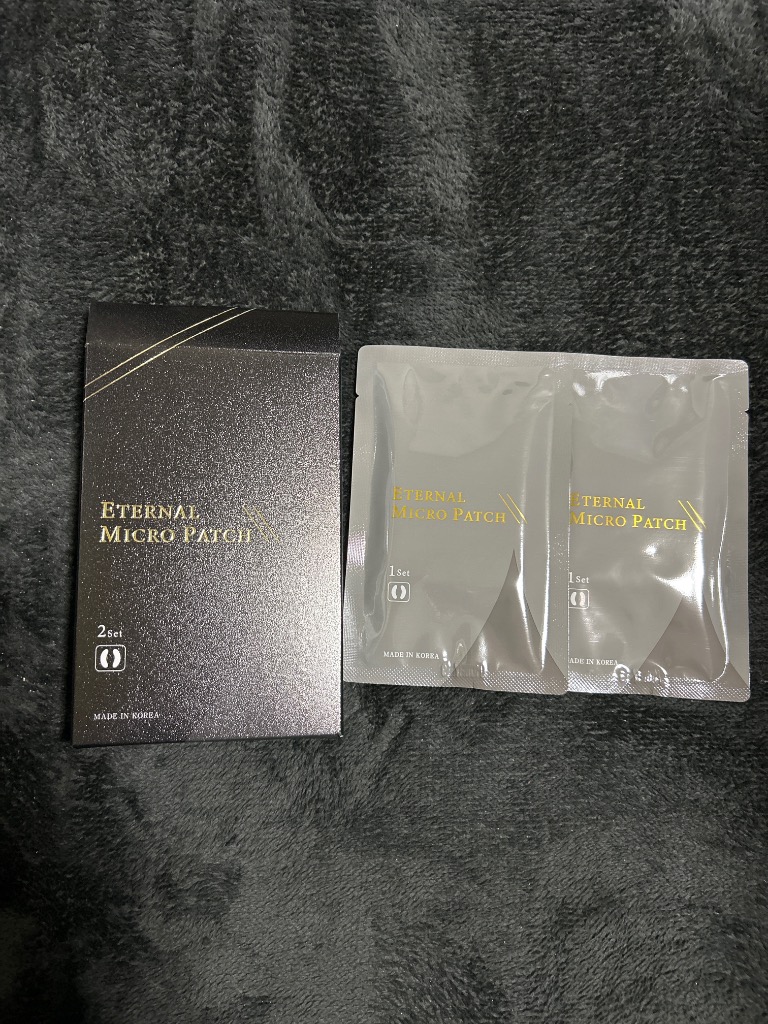 ETERNAL
MICRO PATCH
2Set
MADE IN KOREA
ETERNAL
MICRO PATCH
1Set
MADE IN KOREA
ETERNAL
MICRO PATCH
1Set
MADE IN KOREA